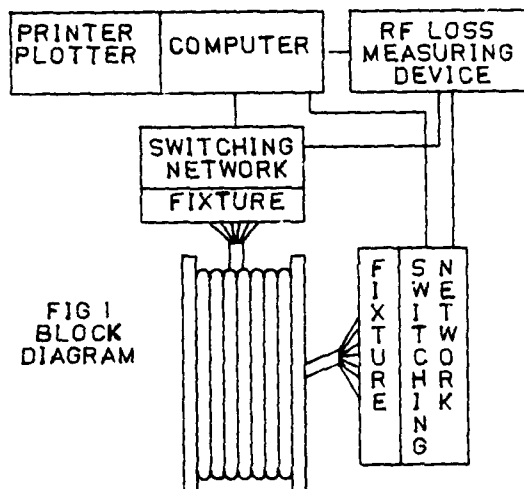 PRINTER
PLOTTER
COMPUTER
RF LOSS
MEASURING
DEVICE
SWITCHING
NETWORK
FIXTURE
FIG 1
BLOCK
DIAGRAM
FIXTURE
SWITCHING
NETWORK